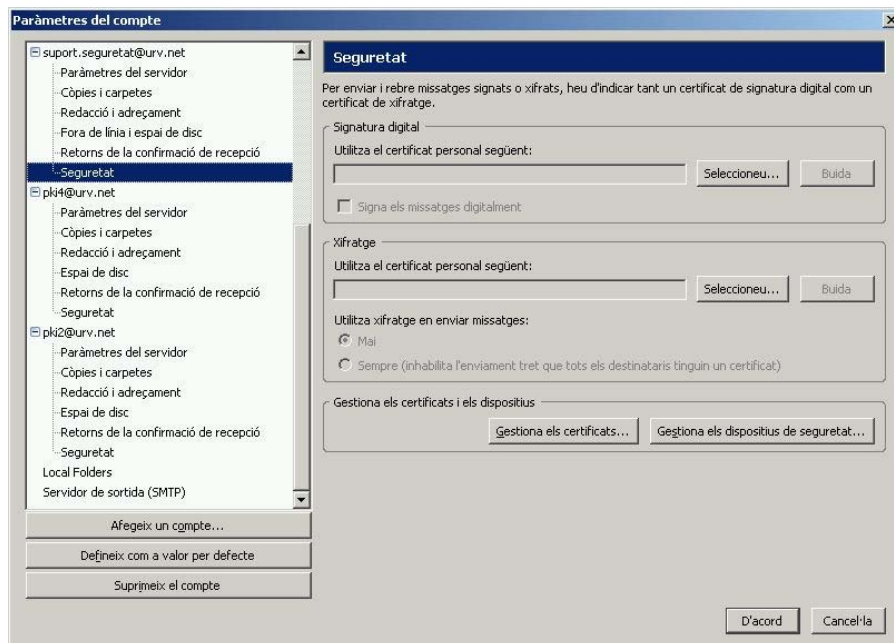 Paràmetres del compte
suport.seguretat@urv.net
Paràmetres del servidor
Còpies i carpetes
Redacció i adreçament
Fora de línia i espai de disc
Retorns de la confirmació de recepció
Seguretat
pki4@urv.net
Paràmetres del servidor
Còpies i carpetes
Redacció i adreçament
Espai de disc
Retorns de la confirmació de recepció
Seguretat
pki2@urv.net
Paràmetres del servidor
Còpies i carpetes
Redacció i adreçament
Espai de disc
Retorns de la confirmació de recepció
Seguretat
Local Folders
Servidor de sortida (SMTP)
Afegeix un compte...
Defineix com a valor per defecte
Suprimeix el compte
Seguretat
Per enviar i rebre missatges signats o xifrats, heu d'indicar tant un certificat de signatura digital com un
certificat de xifratge.
Signatura digital
Utilitza el certificat personal següent:
Seleccioneu... Buida
Signa els missatges digitalment
Xifratge
Utilitza el certificat personal següent:
Seleccioneu... Buida
Utilitza xifratge en enviar missatges:
Mai
Sempre (inhabilita l'enviament tret que tots els destinataris tinguin un certificat)
Gestiona els certificats i els dispositius
Gestiona els certificats... Gestiona els dispositius de seguretat...
D'acord Cancel·la